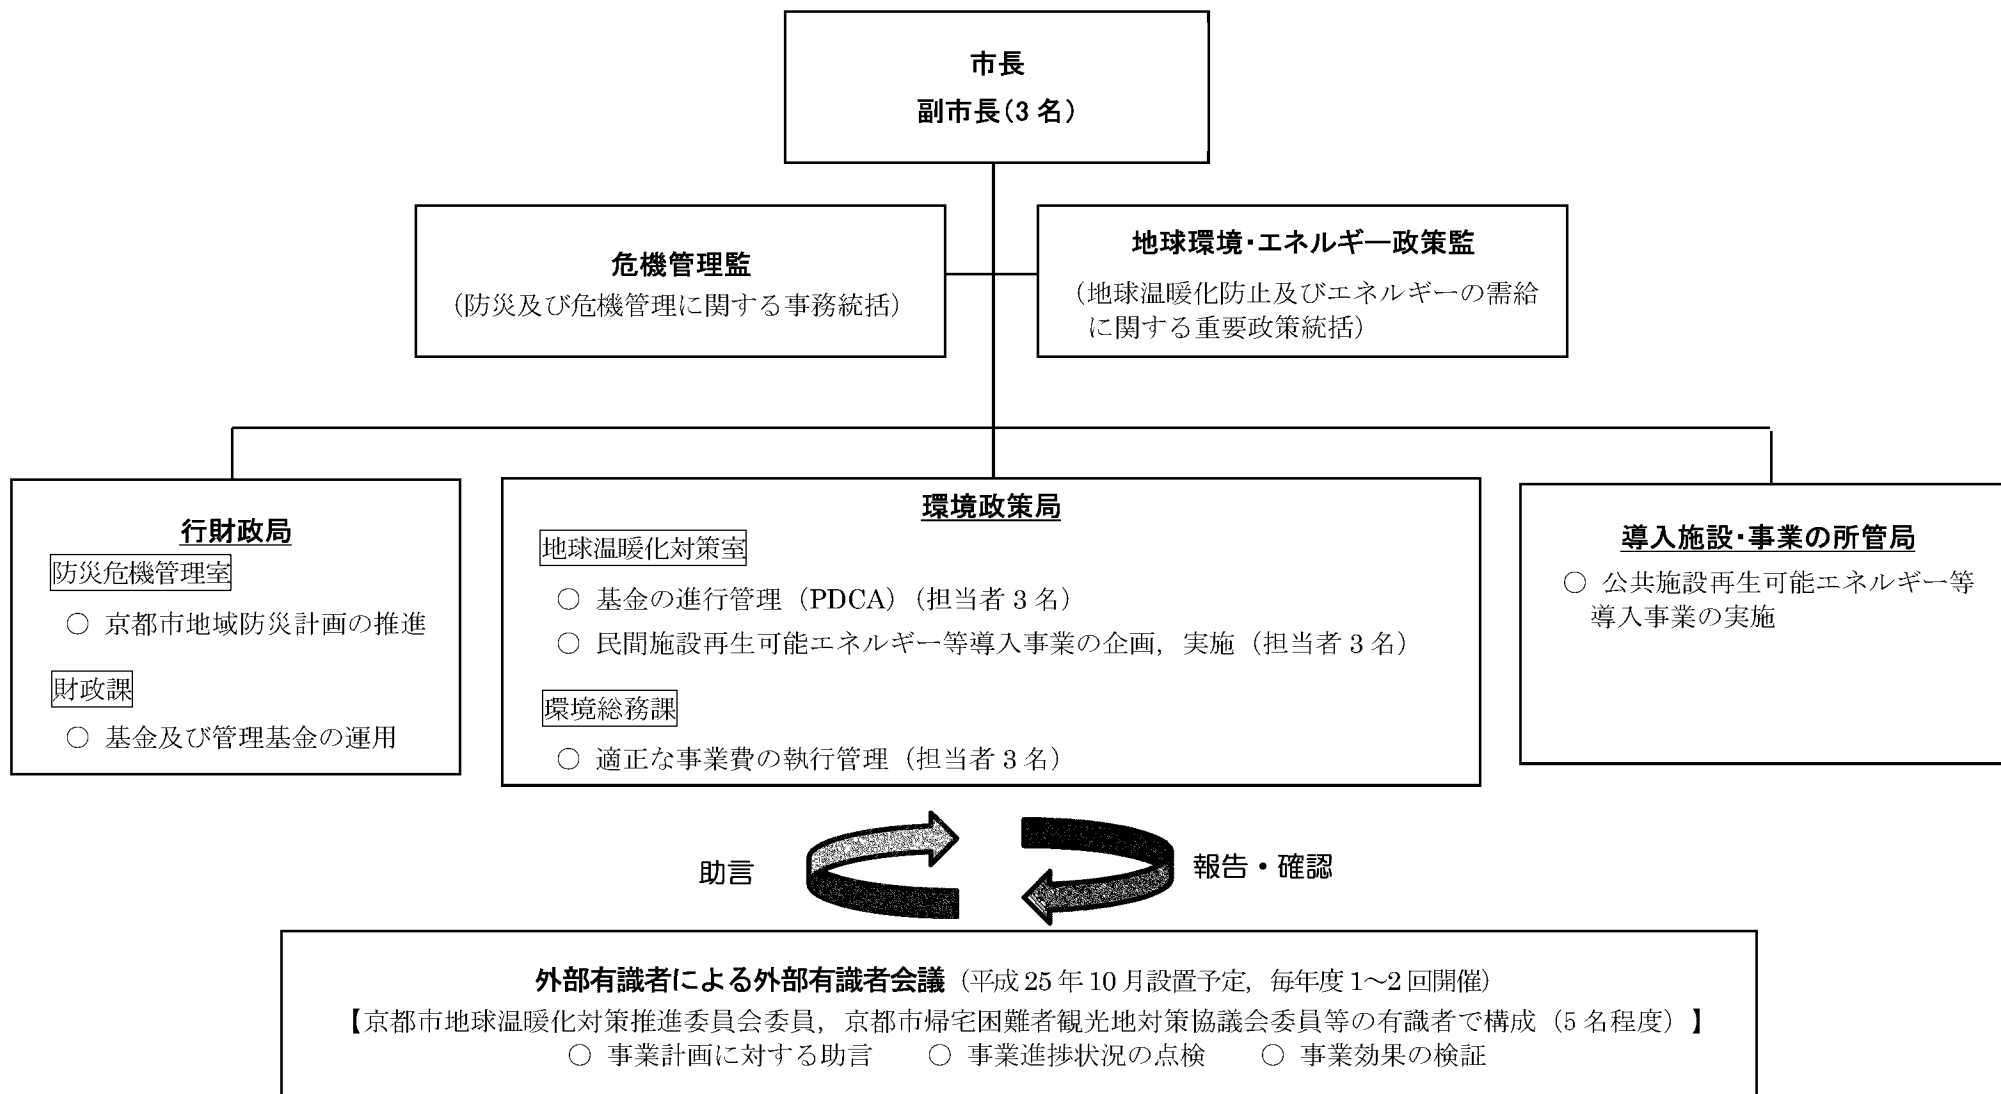 市長
副市長(3名)
危機管理監
(防災及び危機管理に関する事務統括)
地球環境・エネルギー政策監
(地球温暖化防止及びエネルギーの需給
に関する重要政策統括)
行財政局
防災危機管理室
○ 京都市地域防災計画の推進
財政課
○ 基金及び管理基金の運用
環境政策局
地球温暖化対策室
○ 基金の進行管理(PDCA)(担当者3名)
○ 民間施設再生可能エネルギー等導入事業の企画,実施(担当者3名)
環境総務課
○ 適正な事業費の執行管理(担当者3名)
導入施設・事業の所管局
○ 公共施設再生可能エネルギー等
導入事業の実施
助言
報告・確認
外部有識者による外部有識者会議(平成25年10月設置予定,毎年度1~2回開催)
【京都市地球温暖化対策推進委員会委員,京都市帰宅困難者観光地対策協議会委員等の有識者で構成(5名程度)】
○ 事業計画に対する助言 ○ 事業進捗状況の点検 ○ 事業効果の検証